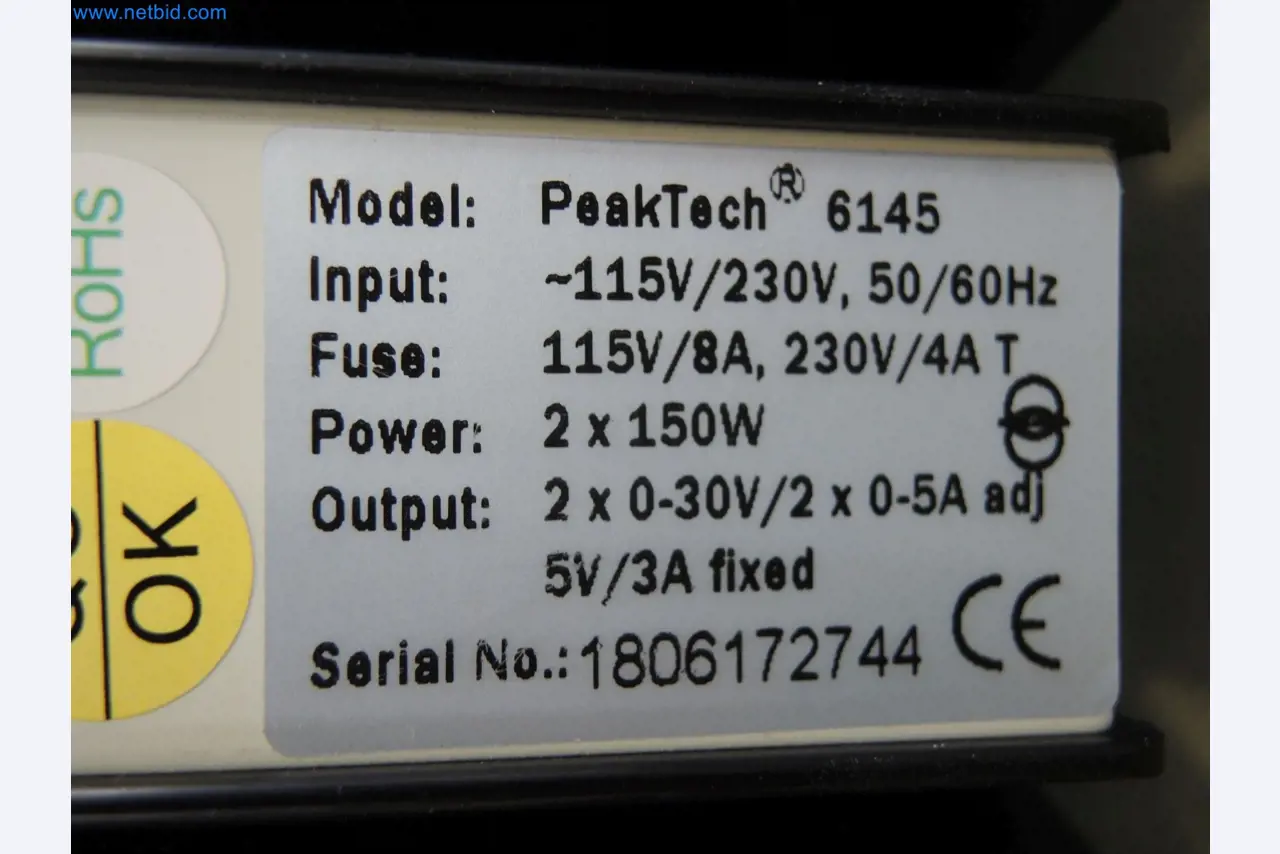 www.netbid.com
Model: PeakTech® 6145
Input: ~115V/230V, 50/60Hz
Fuse: 115V/8A, 230V/4A T
Power: 2 x 150W
Output: 2 x 0-30V/2 x 0-5A adj
5V/3A fixed
Serial No.: 1806172744
CE
RoHS
OK